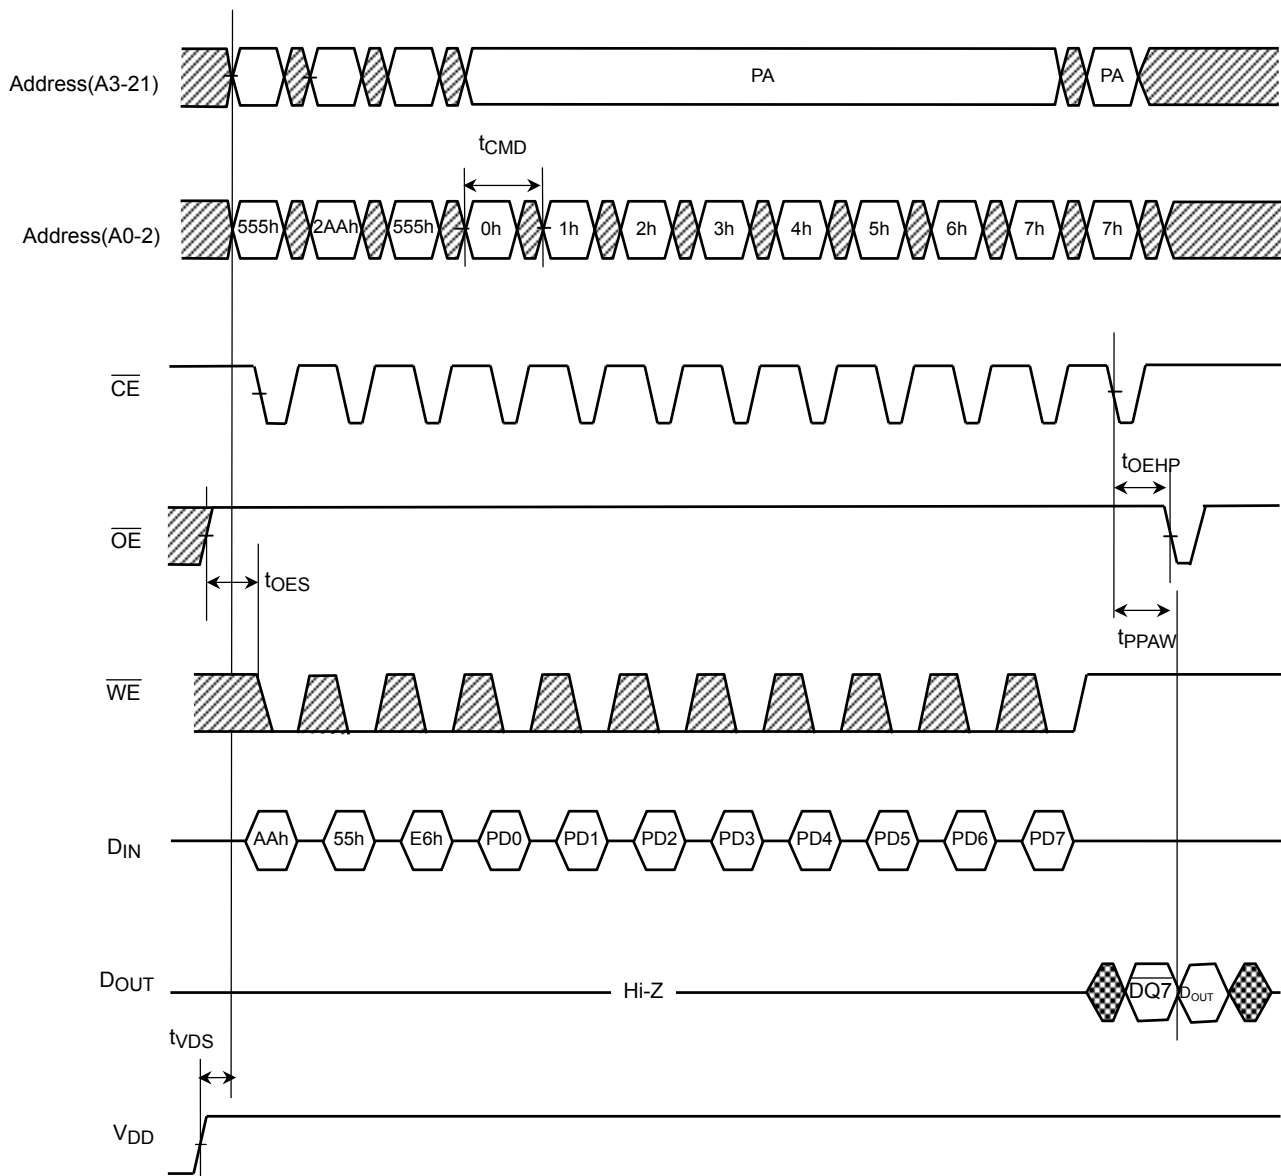 Address(A3-21) PA PA
tCMD
Address(A0-2) 555h 2AAh 555h 0h 1h 2h 3h 4h 5h 6h 7h 7h
CE
tOEHP
OE
tOES
tPPAW
WE
DIN AAh 55h E6h PD0 PD1 PD2 PD3 PD4 PD5 PD6 PD7
DOUT Hi-Z DQ7 DOUT
tVDS
VDD